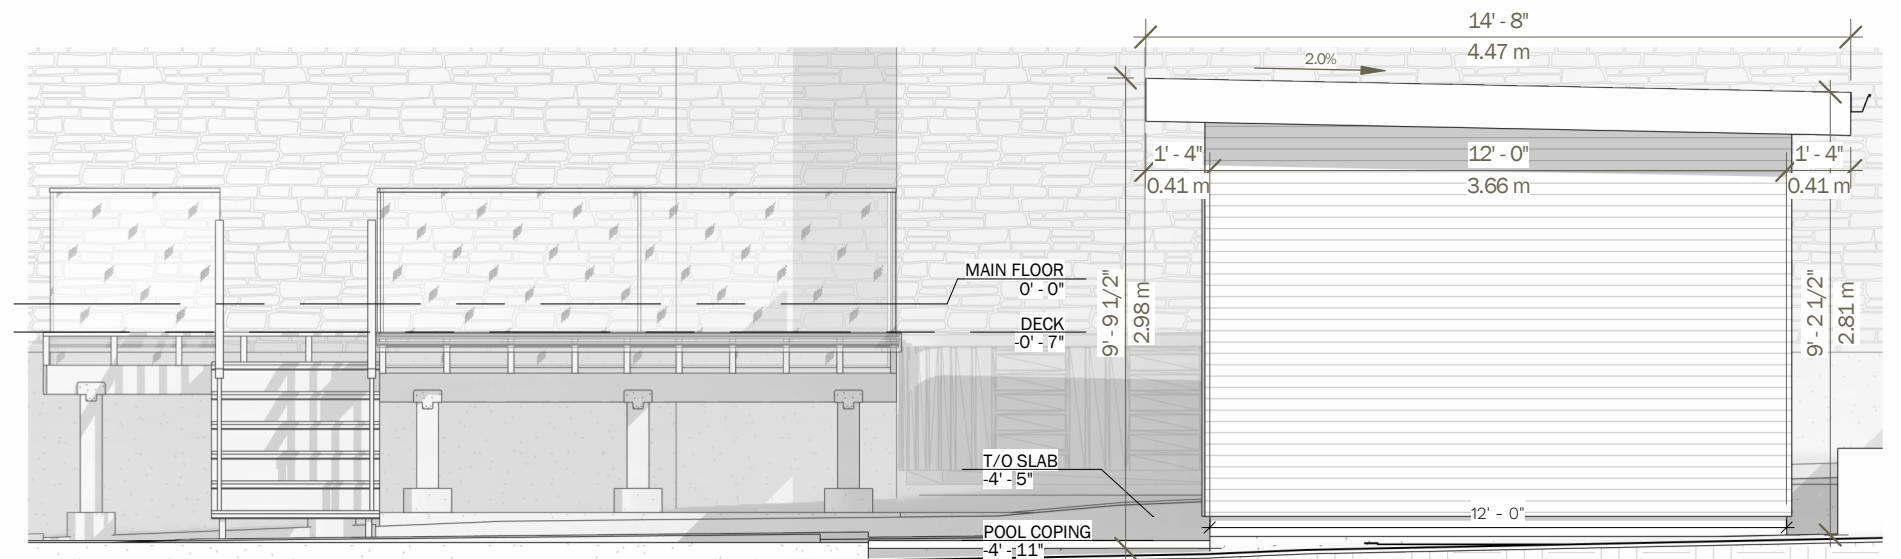 14' - 8"
4.47 m
2.0%
1' - 4"
12' - 0"
1' - 4"
0.41 m
3.66 m
0.41 m
MAIN FLOOR
0' - 0"
DECK
-0' - 7"
9' - 9 1/2"
2.98 m
9' - 2 1/2"
2.81 m
T/O SLAB
-4' - 5"
12' - 0"
POOL COPING
-4' - 11"